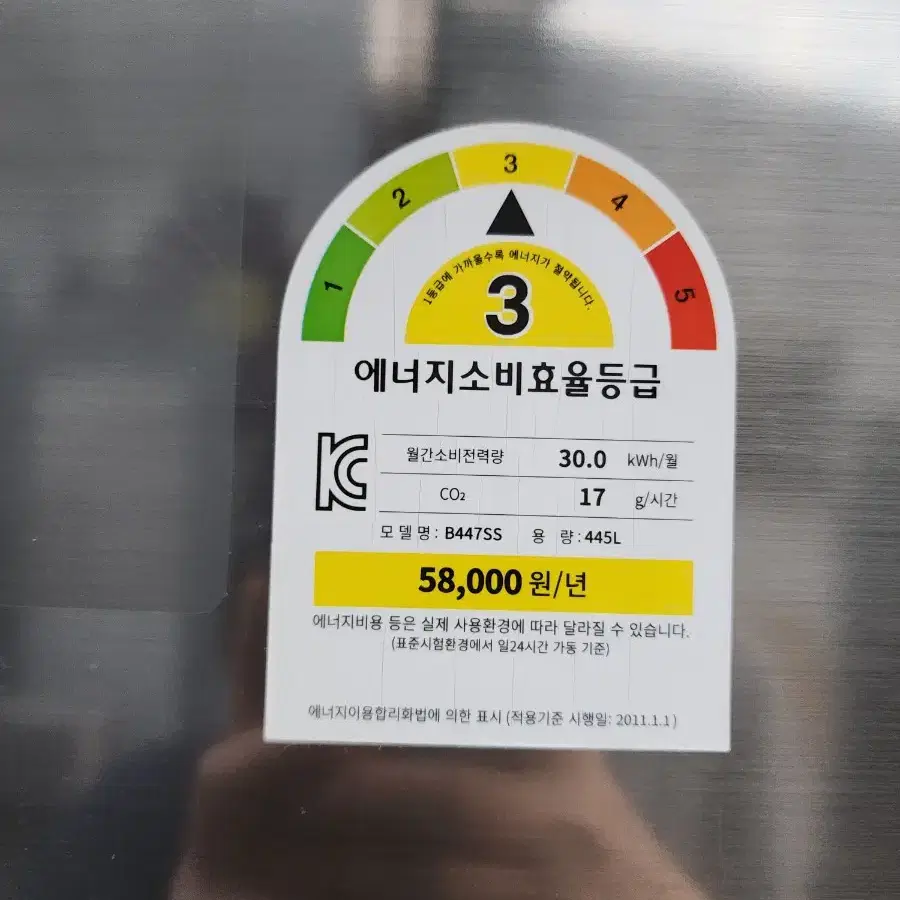 1
2
3
4
5
1등급에 가까울수록 에너지가 절약됩니다.
3
에너지소비효율등급
월간소비전력량 30.0 kWh/월
CO₂ 17 g/시간
모델명: B447SS 용 량: 445L
58,000 원/년
에너지비용 등은 실제 사용환경에 따라 달라질 수 있습니다.
(표준시험환경에서 일24시간 가동 기준)
에너지이용합리화법에 의한 표시 (적용기준 시행일: 2011.1.1)